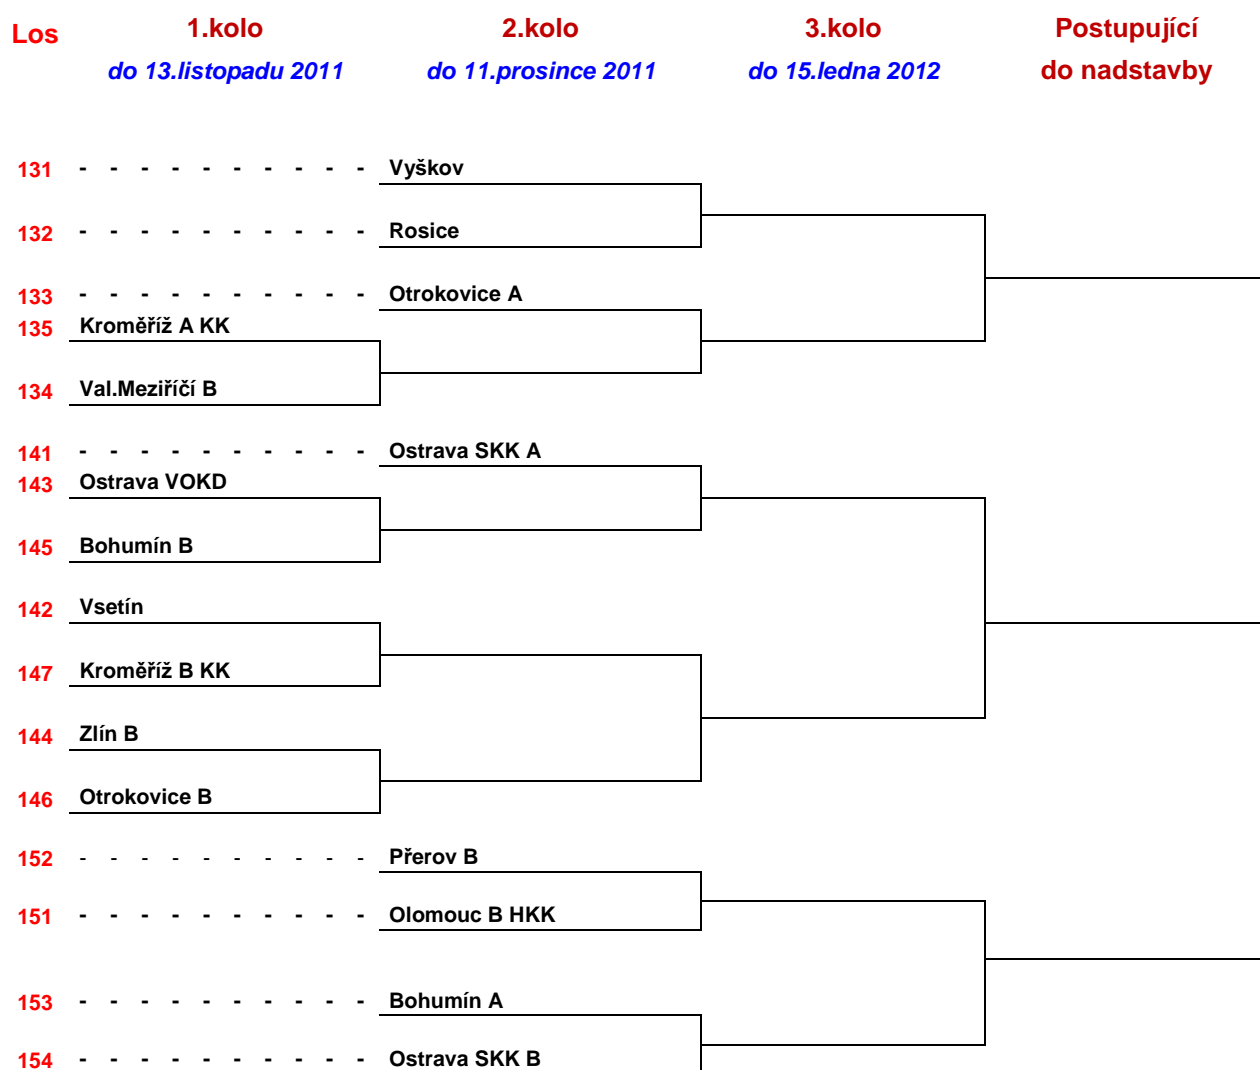 Los 1.kolo 2.kolo 3.kolo Postupující
do 13.listopadu 2011 do 11.prosince 2011 do 15.ledna 2012 do nadstavby
131 - - - - - - - - - - Vyškov
132 - - - - - - - - - - Rosice
133 - - - - - - - - - - Otrokovice A
135 Kroměříž A KK
134 Val.Meziříčí B
141 - - - - - - - - - - Ostrava SKK A
143 Ostrava VOKD
145 Bohumín B
142 Vsetín
147 Kroměříž B KK
144 Zlín B
146 Otrokovice B
152 - - - - - - - - - - Přerov B
151 - - - - - - - - - - Olomouc B HKK
153 - - - - - - - - - - Bohumín A
154 - - - - - - - - - - Ostrava SKK B